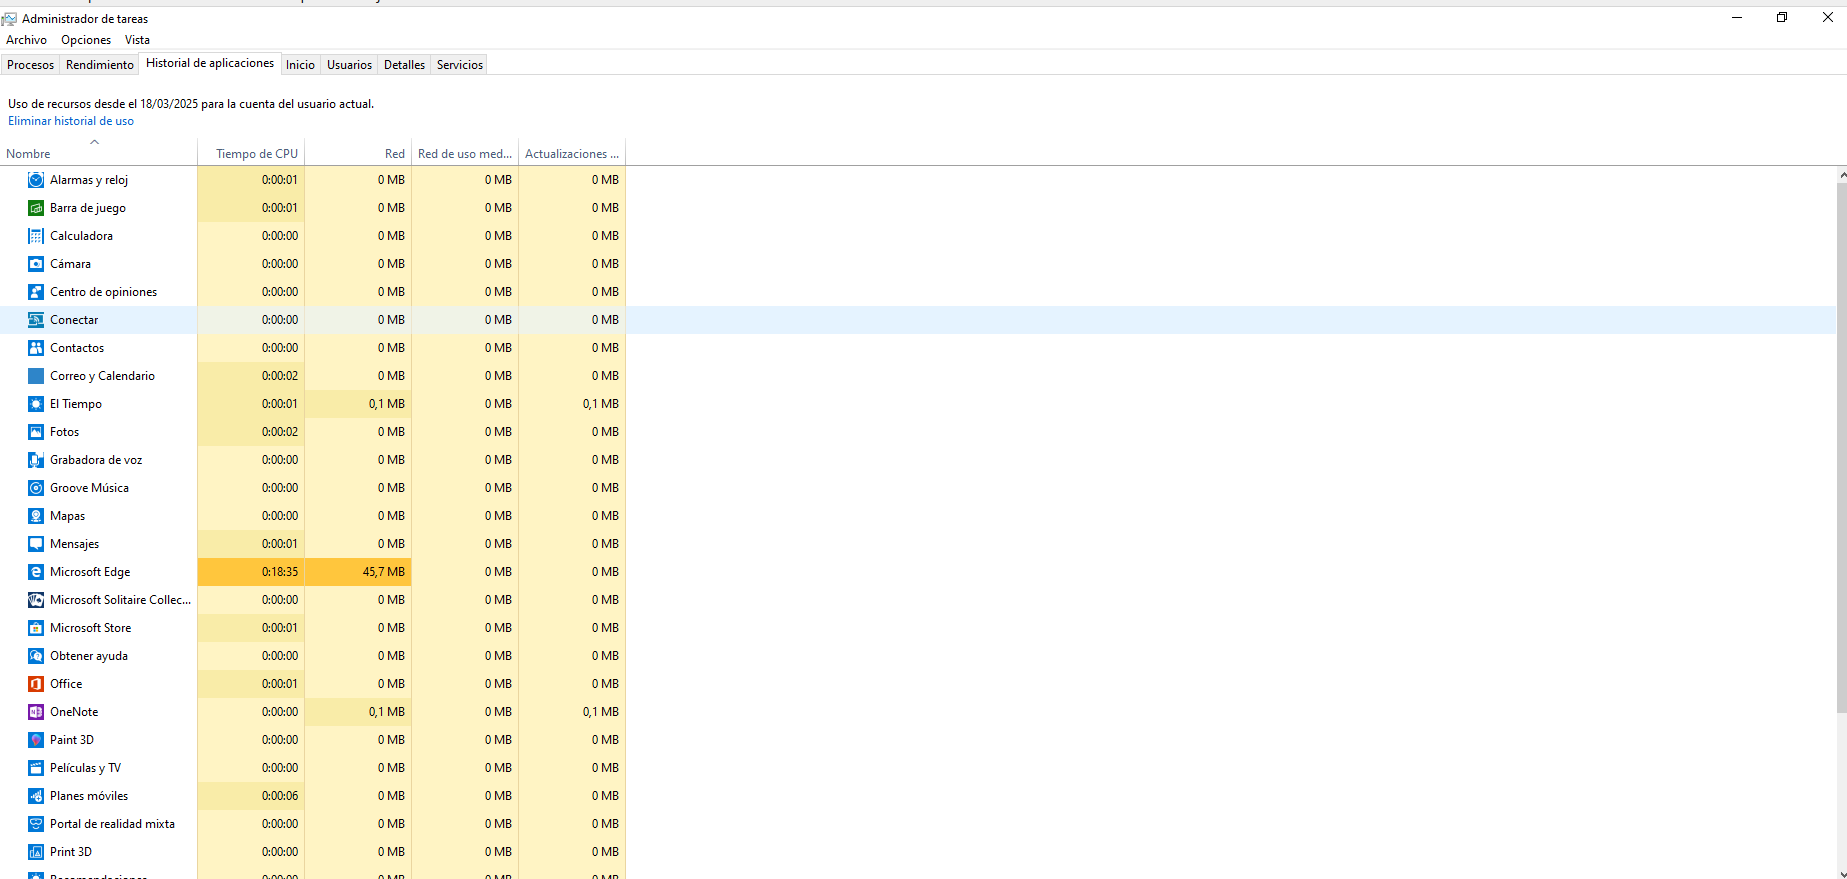 Administrador de tareas
Archivo Opciones Vista
Procesos Rendimiento Historial de aplicaciones Inicio Usuarios Detalles Servicios
Uso de recursos desde el 18/03/2025 para la cuenta del usuario actual.
Eliminar historial de uso
Nombre Tiempo de CPU Red Red de uso med... Actualizaciones ...
Alarmas y reloj 0:00:01 0 MB 0 MB 0 MB
Barra de juego 0:00:01 0 MB 0 MB 0 MB
Calculadora 0:00:00 0 MB 0 MB 0 MB
Cámara 0:00:00 0 MB 0 MB 0 MB
Centro de opiniones 0:00:00 0 MB 0 MB 0 MB
Conectar 0:00:00 0 MB 0 MB 0 MB
Contactos 0:00:00 0 MB 0 MB 0 MB
Correo y Calendario 0:00:02 0 MB 0 MB 0 MB
El Tiempo 0:00:01 0,1 MB 0 MB 0,1 MB
Fotos 0:00:02 0 MB 0 MB 0 MB
Grabadora de voz 0:00:00 0 MB 0 MB 0 MB
Groove Música 0:00:00 0 MB 0 MB 0 MB
Mapas 0:00:00 0 MB 0 MB 0 MB
Mensajes 0:00:01 0 MB 0 MB 0 MB
Microsoft Edge 0:18:35 45,7 MB 0 MB 0 MB
Microsoft Solitaire Collec... 0:00:00 0 MB 0 MB 0 MB
Microsoft Store 0:00:01 0 MB 0 MB 0 MB
Obtener ayuda 0:00:00 0 MB 0 MB 0 MB
Office 0:00:01 0 MB 0 MB 0 MB
OneNote 0:00:00 0,1 MB 0 MB 0,1 MB
Paint 3D 0:00:00 0 MB 0 MB 0 MB
Películas y TV 0:00:00 0 MB 0 MB 0 MB
Planes móviles 0:00:06 0 MB 0 MB 0 MB
Portal de realidad mixta 0:00:00 0 MB 0 MB 0 MB
Print 3D 0:00:00 0 MB 0 MB 0 MB